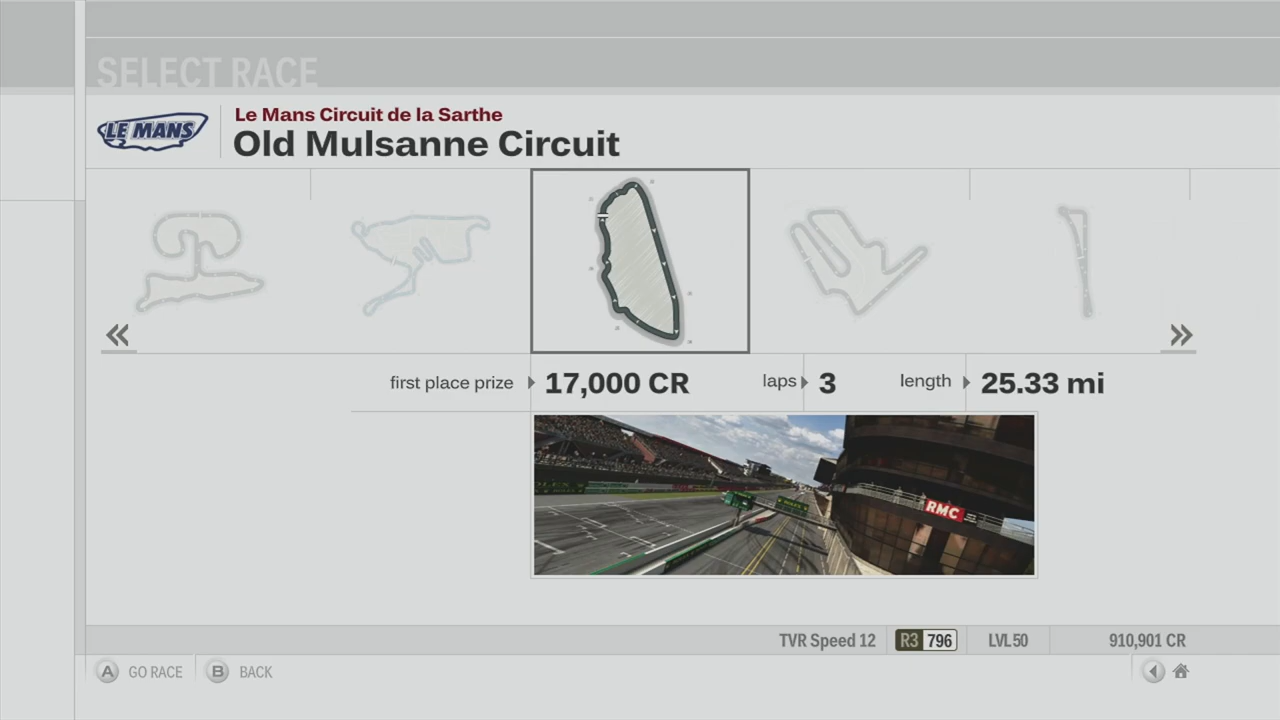 SELECT RACE
LE MANS
Le Mans Circuit de la Sarthe
Old Mulsanne Circuit
first place prize 17,000 CR laps 3 length 25.33 mi
RMC
TVR Speed 12 R3 796 LVL50 910,901 CR
A GO RACE B BACK